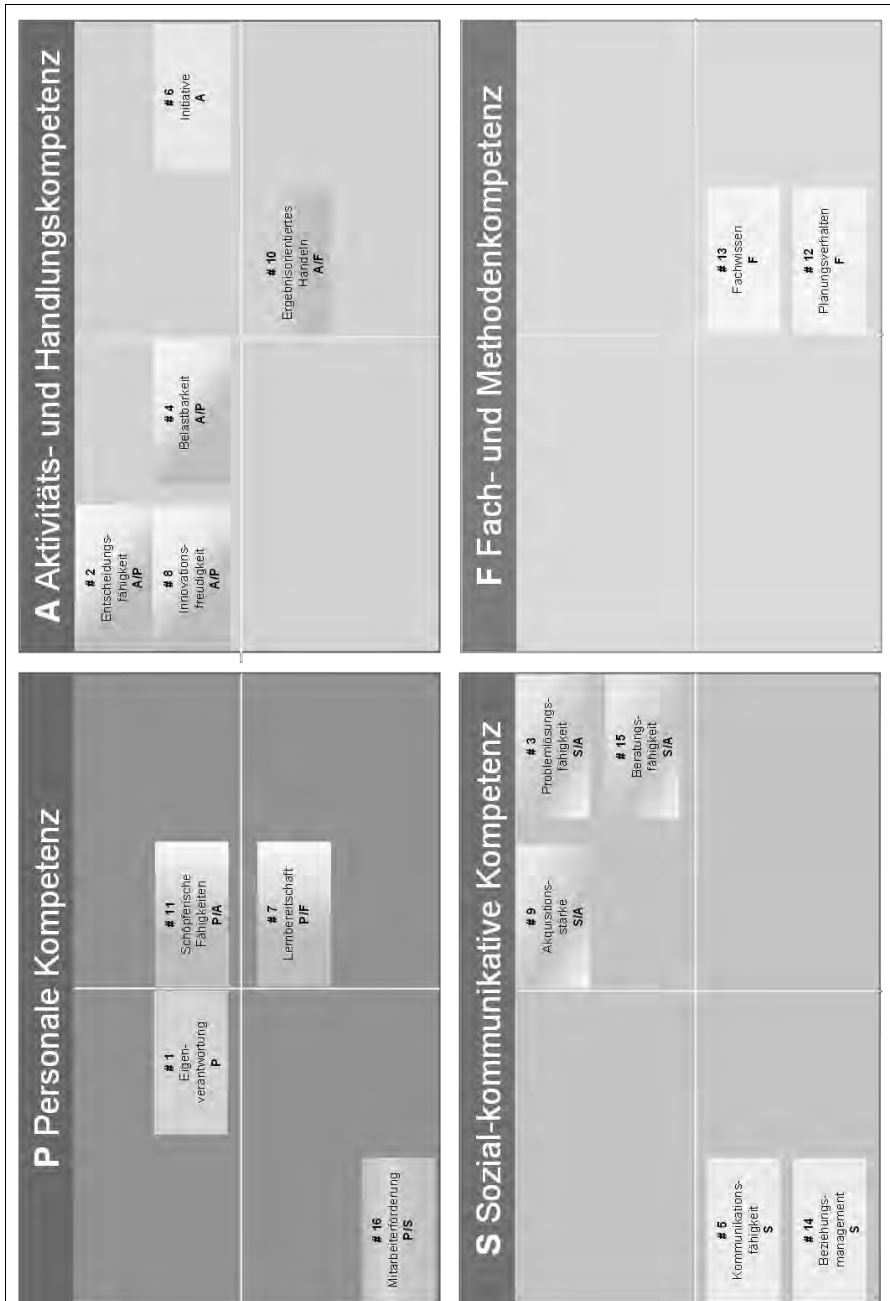 P Personale Kompetenz
# 1
Eigen-
verantwortung
P
# 11
Schöpferische
Fähigkeiten
P/A
# 7
Lernbereitschaft
P/F
# 16
Mitarbeiterförderung
P/S
A Aktivitäts- und Handlungskompetenz
# 2
Entscheidungs-
fähigkeit
A/P
# 8
Innovations-
freudigkeit
A/P
# 4
Belastbarkeit
A/P
# 6
Initiative
A
# 10
Ergebnisorientiertes
Handeln
A/F
S Sozial-kommunikative Kompetenz
# 9
Akquisitions-
stärke
S/A
# 3
Problemlösungs-
fähigkeit
S/A
# 15
Beratungs-
fähigkeit
S/A
# 5
Kommunikations-
fähigkeit
S
# 14
Beziehungs-
management
S
F Fach- und Methodenkompetenz
# 13
Fachwissen
F
# 12
Planungsverhalten
F